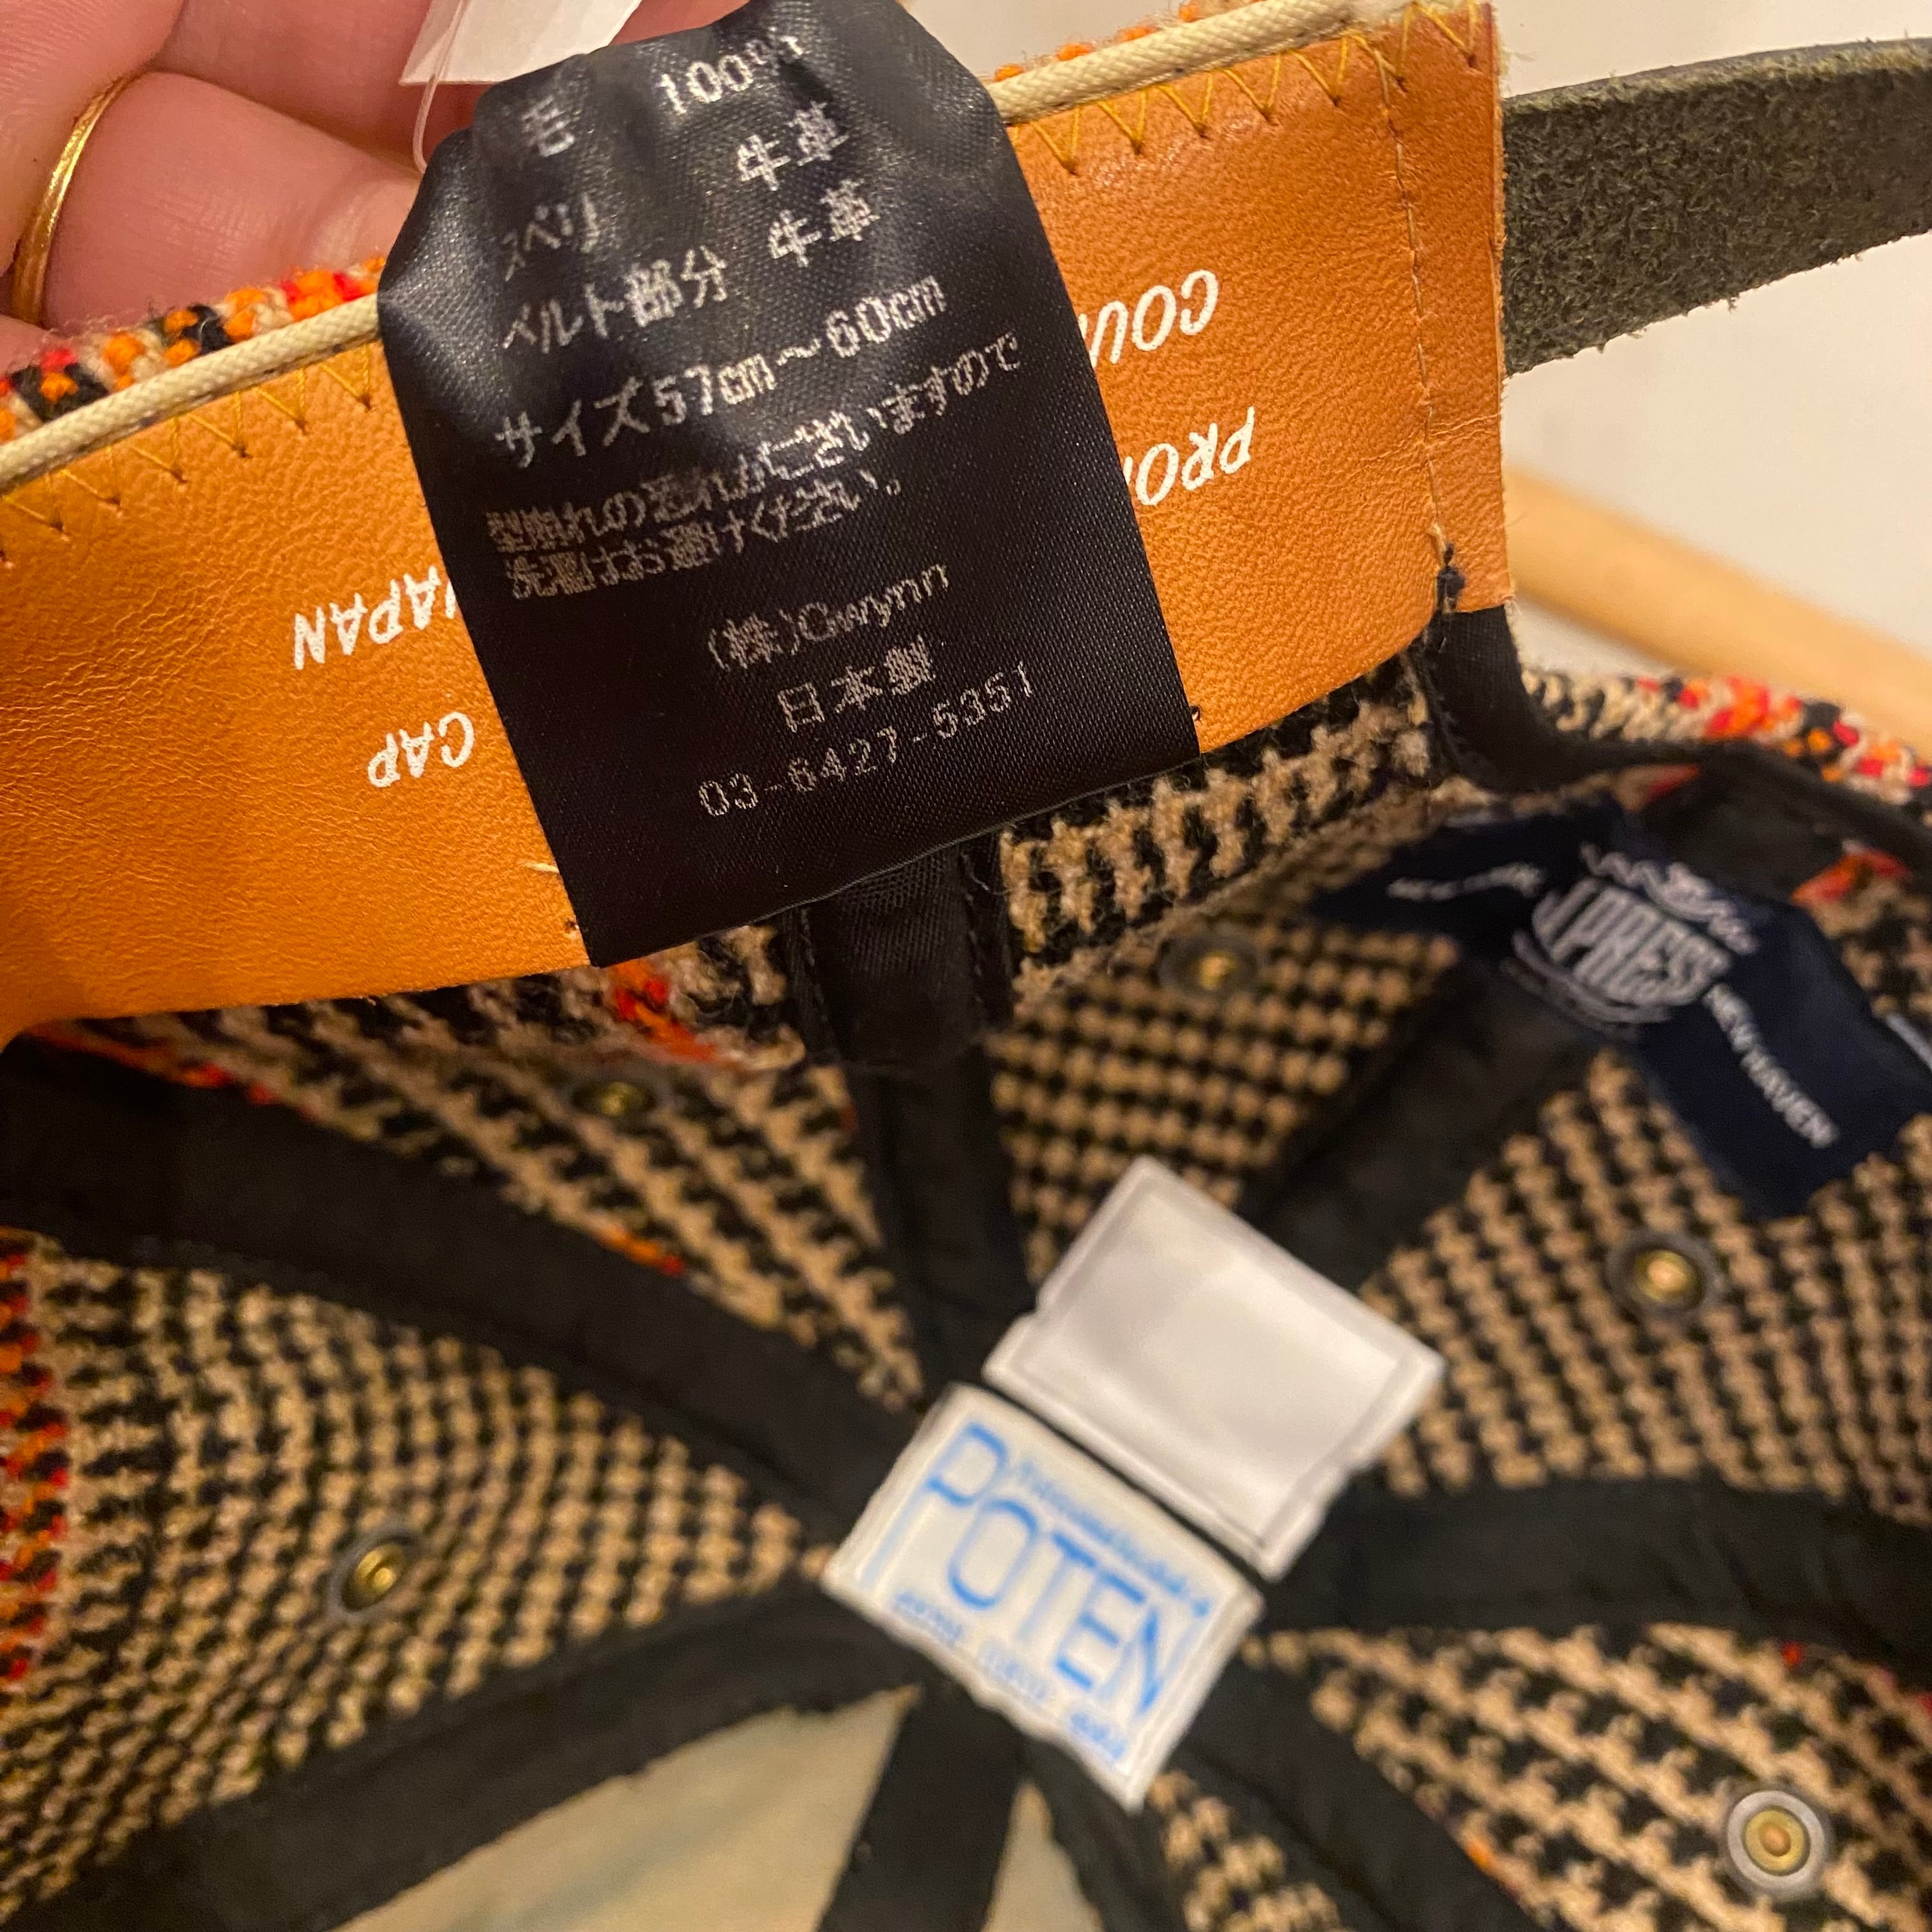 毛 100%
スベリ 牛革
ベルト部分 牛革
サイズ57cm～60cm
型崩れの恐れがございますので
洗濯はお避けください。
(株)Gwynn
日本製
03-6427-5351
COU
PRO
JAPAN
CAP
J.PRESS
NEW HAVEN
POTEN